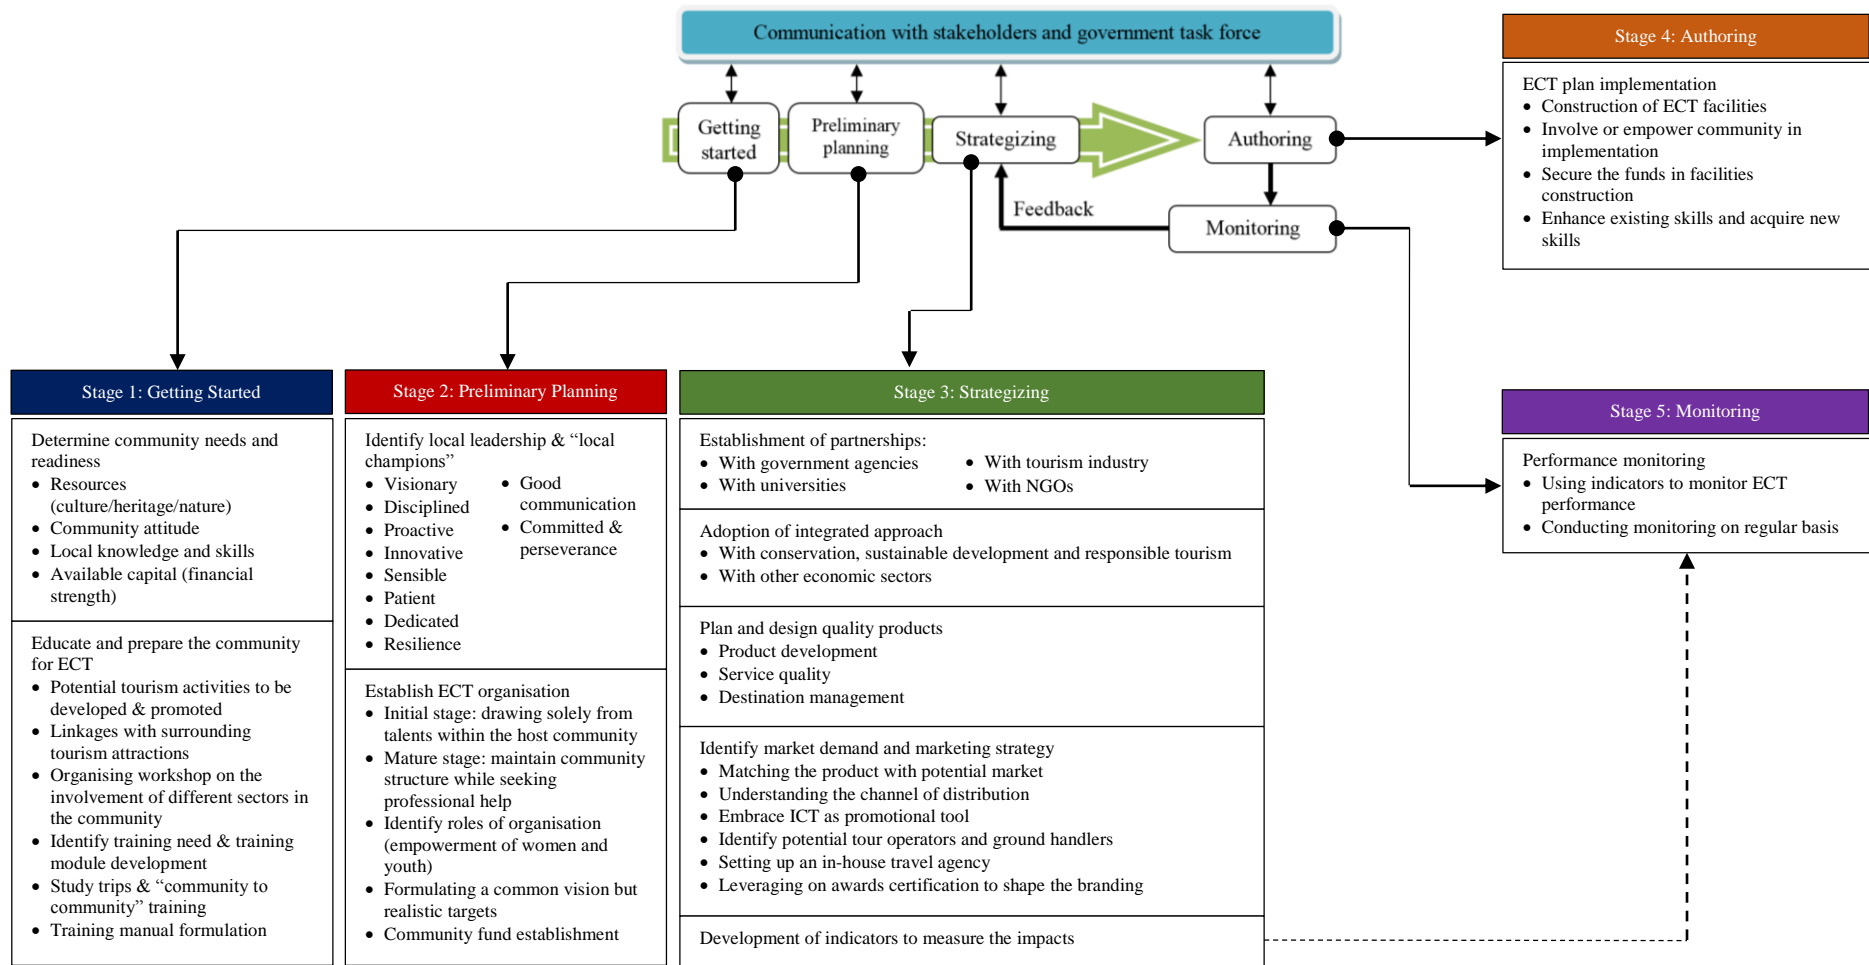 Communication with stakeholders and government task force
Getting
started
Preliminary
planning
Strategizing
Authoring
Feedback
Monitoring
Stage 4: Authoring
ECT plan implementation
• Construction of ECT facilities
• Involve or empower community in
implementation
• Secure the funds in facilities
construction
• Enhance existing skills and acquire new
skills
Stage 1: Getting Started
Determine community needs and
readiness
• Resources
(culture/heritage/nature)
• Community attitude
• Local knowledge and skills
• Available capital (financial
strength)
Educate and prepare the community
for ECT
• Potential tourism activities to be
developed & promoted
• Linkages with surrounding
tourism attractions
• Organising workshop on the
involvement of different sectors in
the community
• Identify training need & training
module development
• Study trips & “community to
community” training
• Training manual formulation
Stage 2: Preliminary Planning
Identify local leadership & “local
champions”
• Visionary
• Disciplined
• Proactive
• Innovative
• Sensible
• Patient
• Dedicated
• Resilience
• Good
communication
• Committed &
perseverance
Establish ECT organisation
• Initial stage: drawing solely from
talents within the host community
• Mature stage: maintain community
structure while seeking
professional help
• Identify roles of organisation
(empowerment of women and
youth)
• Formulating a common vision but
realistic targets
• Community fund establishment
Stage 3: Strategizing
Establishment of partnerships:
• With government agencies
• With universities
• With tourism industry
• With NGOs
Adoption of integrated approach
• With conservation, sustainable development and responsible tourism
• With other economic sectors
Plan and design quality products
• Product development
• Service quality
• Destination management
Identify market demand and marketing strategy
• Matching the product with potential market
• Understanding the channel of distribution
• Embrace ICT as promotional tool
• Identify potential tour operators and ground handlers
• Setting up an in-house travel agency
• Leveraging on awards certification to shape the branding
Development of indicators to measure the impacts
Stage 5: Monitoring
Performance monitoring
• Using indicators to monitor ECT
performance
• Conducting monitoring on regular basis